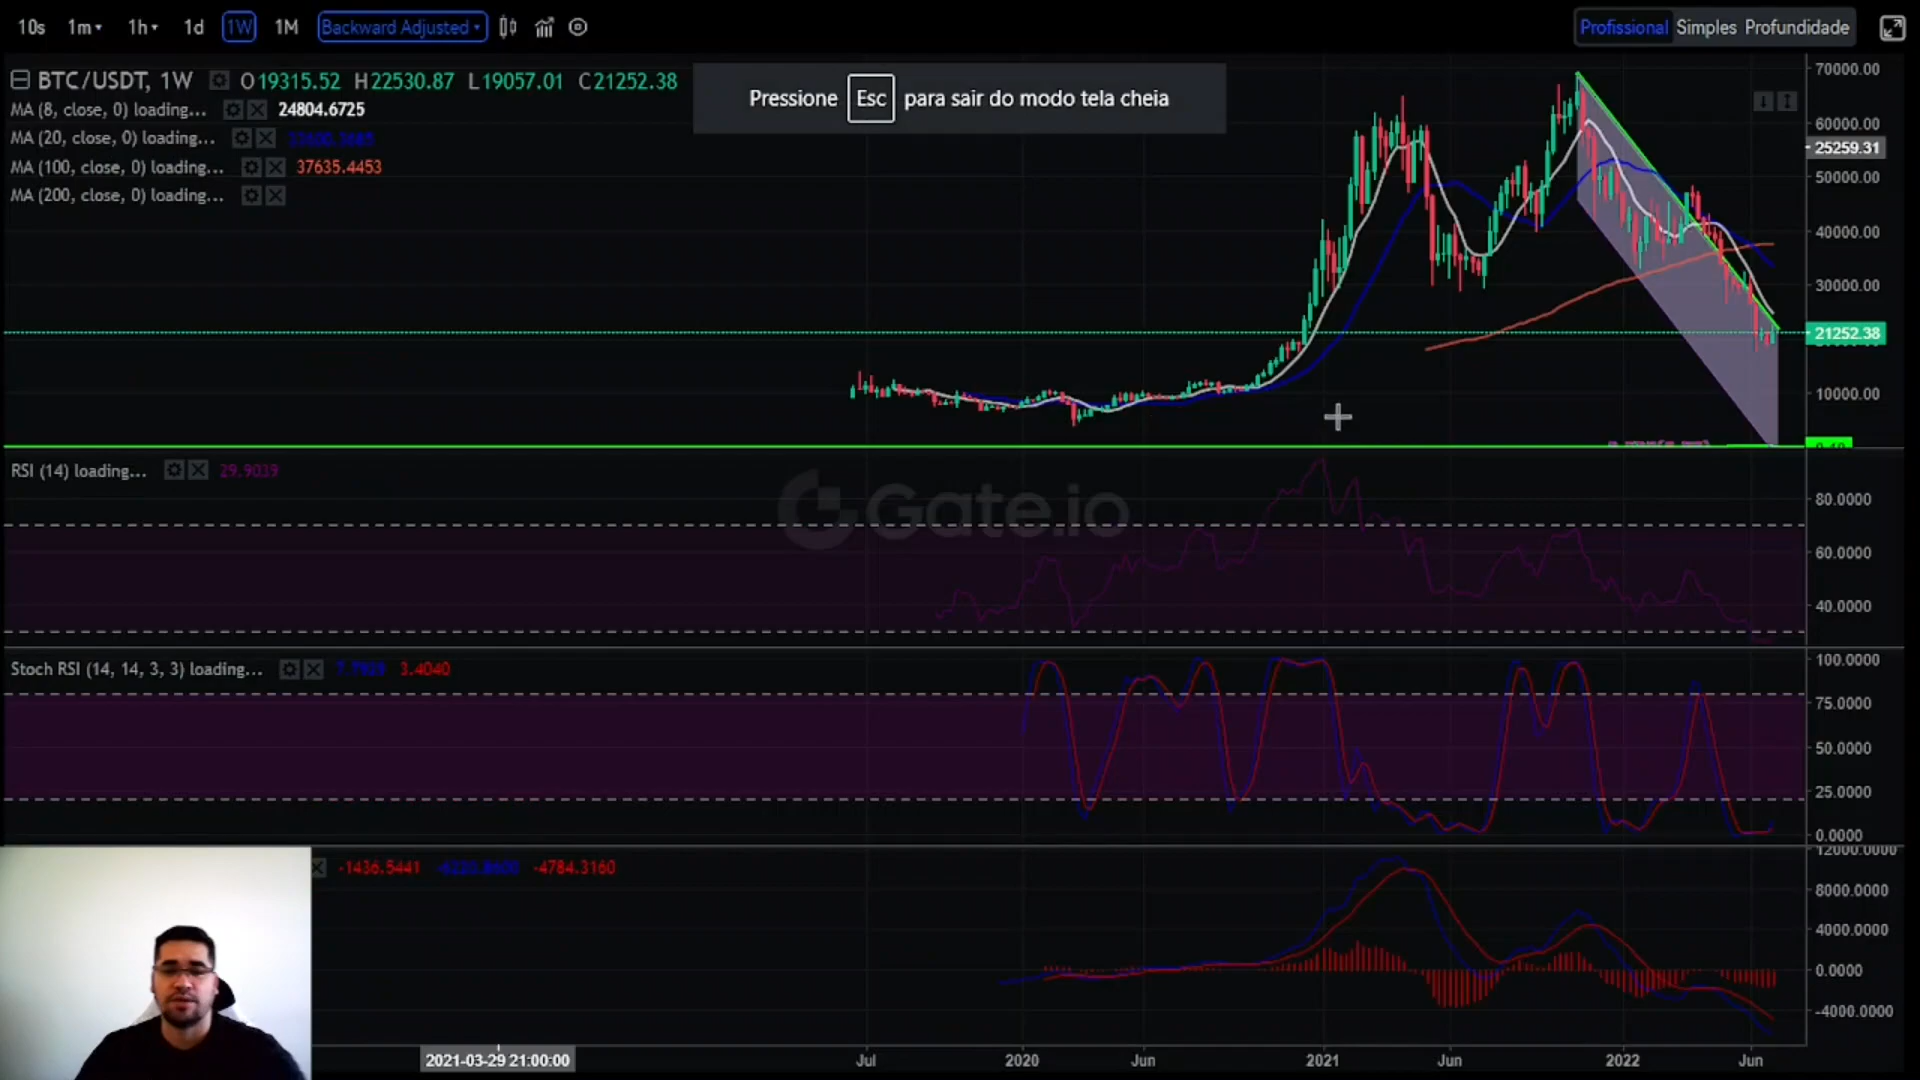 10s 1m 1h 1d 1W 1M Backward Adjusted
Profissional Simples Profundidade
BTC/USDT, 1W O19315.52 H22530.87 L19057.01 C21252.38
Pressione Esc para sair do modo tela cheia
MA (8, close, 0) loading... 24804.6725
MA (20, close, 0) loading...
MA (100, close, 0) loading... 37635.4453
MA (200, close, 0) loading...
70000.00
60000.00
25259.31
50000.00
40000.00
30000.00
21252.38
10000.00
RSI (14) loading... 29.9039
Gate.io
80.0000
60.0000
40.0000
Stoch RSI (14, 14, 3, 3) loading... 3.4040
100.0000
75.0000
50.0000
25.0000
0.0000
-1436.5441 -4784.3160
12000.0000
8000.0000
4000.0000
0.0000
-4000.0000
2021-03-29 21:00:00
Jul 2020 Jun 2021 Jun 2022 Jun